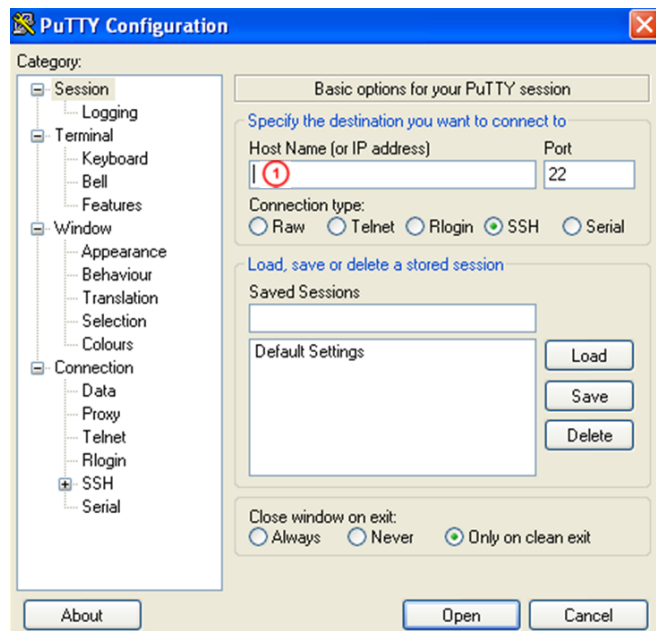 PuTTY Configuration
Category:
Session
Logging
Terminal
Keyboard
Bell
Features
Window
Appearance
Behaviour
Translation
Selection
Colours
Connection
Data
Proxy
Telnet
Rlogin
SSH
Serial
Basic options for your PuTTY session
Specify the destination you want to connect to
Host Name (or IP address) Port
1 22
Connection type:
Raw Telnet Rlogin SSH Serial
Load, save or delete a stored session
Saved Sessions
Default Settings
Load
Save
Delete
Close window on exit:
Always Never Only on clean exit
About Open Cancel